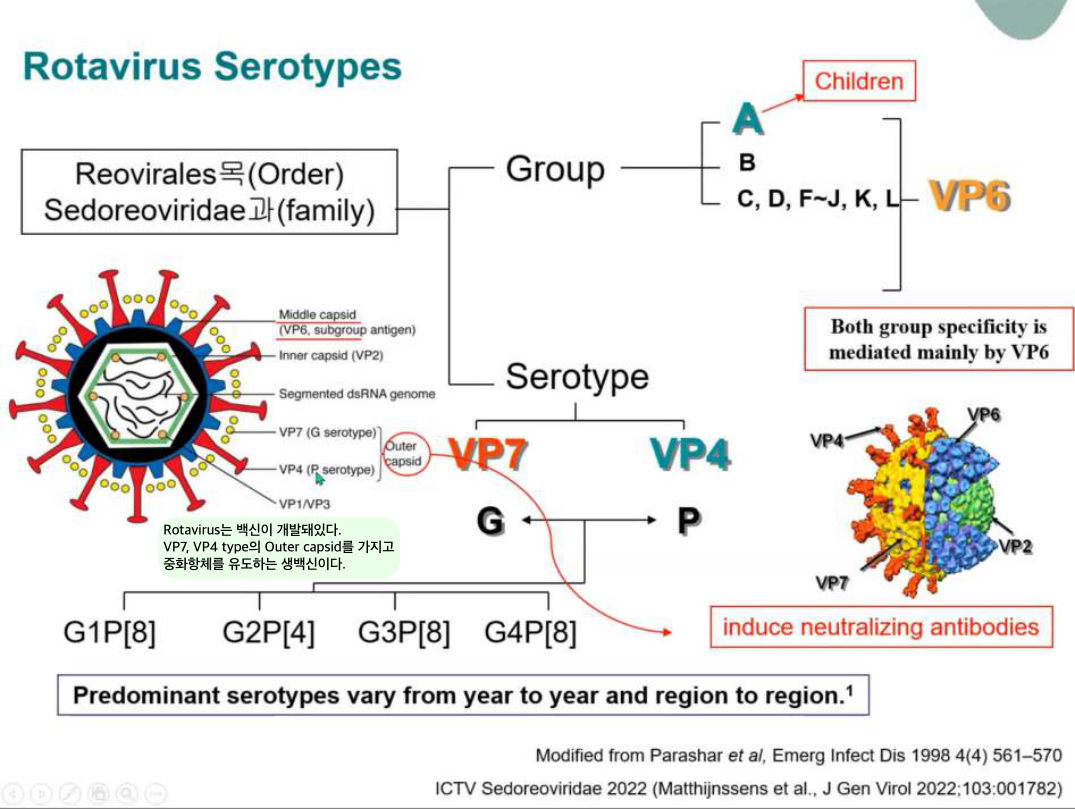 Rotavirus Serotypes
Children
A
Reovirales목(Order)
Sedoreoviridae과(family)
Group
B
C, D, F~J, K, L
VP6
Middle capsid
(VP6, subgroup antigen)
Inner capsid (VP2)
Segmented dsRNA genome
VP7 (G serotype)
VP4 (P serotype)
Outer
capsid
VP1/VP3
Both group specificity is
mediated mainly by VP6
Serotype
VP7
VP4
G
P
VP6
VP4
VP2
VP7
Rotavirus는 백신이 개발돼있다.
VP7, VP4 type의 Outer capsid를 가지고
중화항체를 유도하는 생백신이다.
G1P[8]
G2P[4]
G3P[8]
G4P[8]
induce neutralizing antibodies
Predominant serotypes vary from year to year and region to region.1
Modified from Parashar et al, Emerg Infect Dis 1998 4(4) 561–570
ICTV Sedoreoviridae 2022 (Matthijnssens et al., J Gen Virol 2022;103:001782)